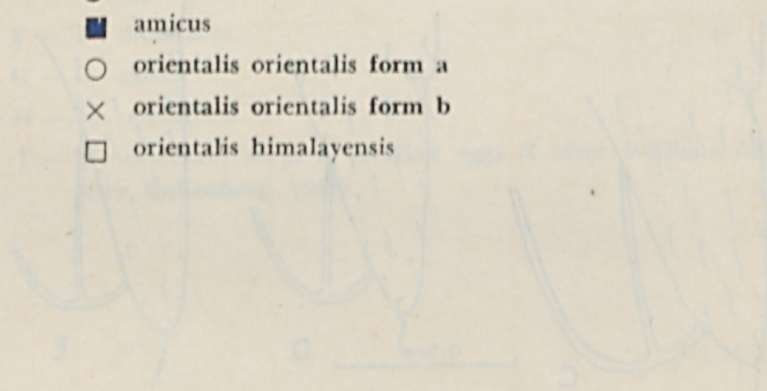 amicus
orientalis orientalis form a
orientalis orientalis form b
orientalis himalayensis